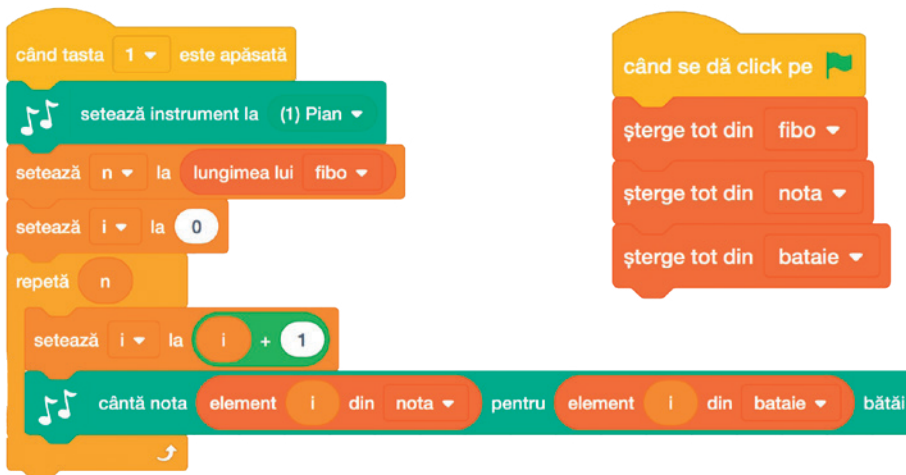 când tasta 1 este apăsată
setează instrument la (1) Pian
setează n la lungimea lui fibo
setează i la 0
repetă n
setează i la i + 1
cântă nota element i din nota pentru element i din bataie bătăi
când se dă click pe
șterge tot din fibo
șterge tot din nota
șterge tot din bataie